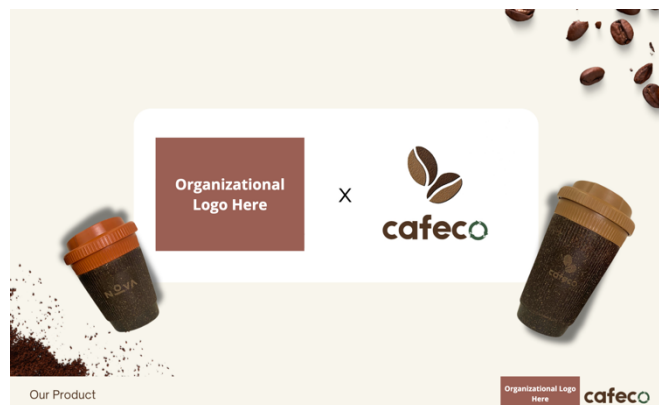 Organizational
Logo Here
X
cafeco
NOVA
cafeco
Our Product
Organizational Logo
Here
cafeco